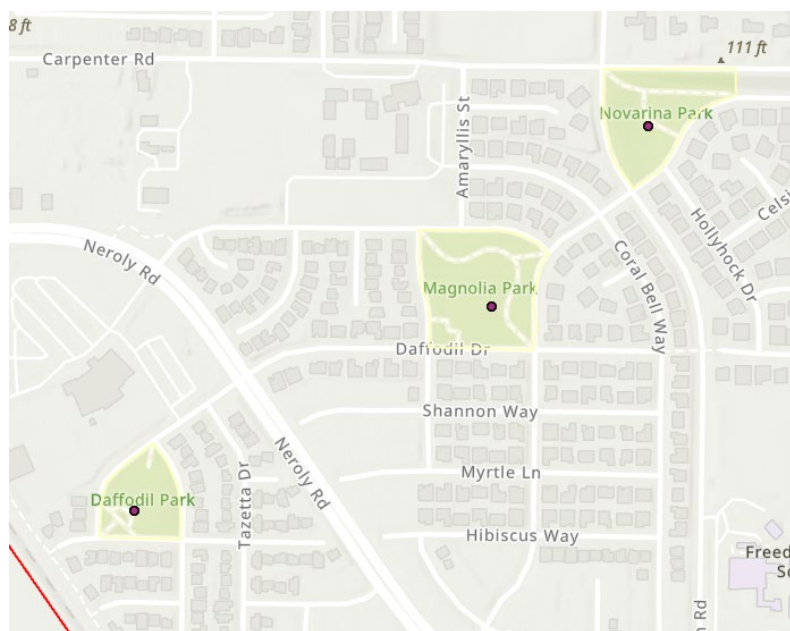 8 ft
Carpenter Rd
111 ft
Novarina Park
Amaryllis St
Celsi
Hollyhock Dr
Coral Bell Way
Neroly Rd
Magnolia Park
Daffodil Dr
Shannon Way
Neroly Rd
Myrtle Ln
Tazetta Dr
Daffodil Park
Hibiscus Way
Freed
Sc
n Rd